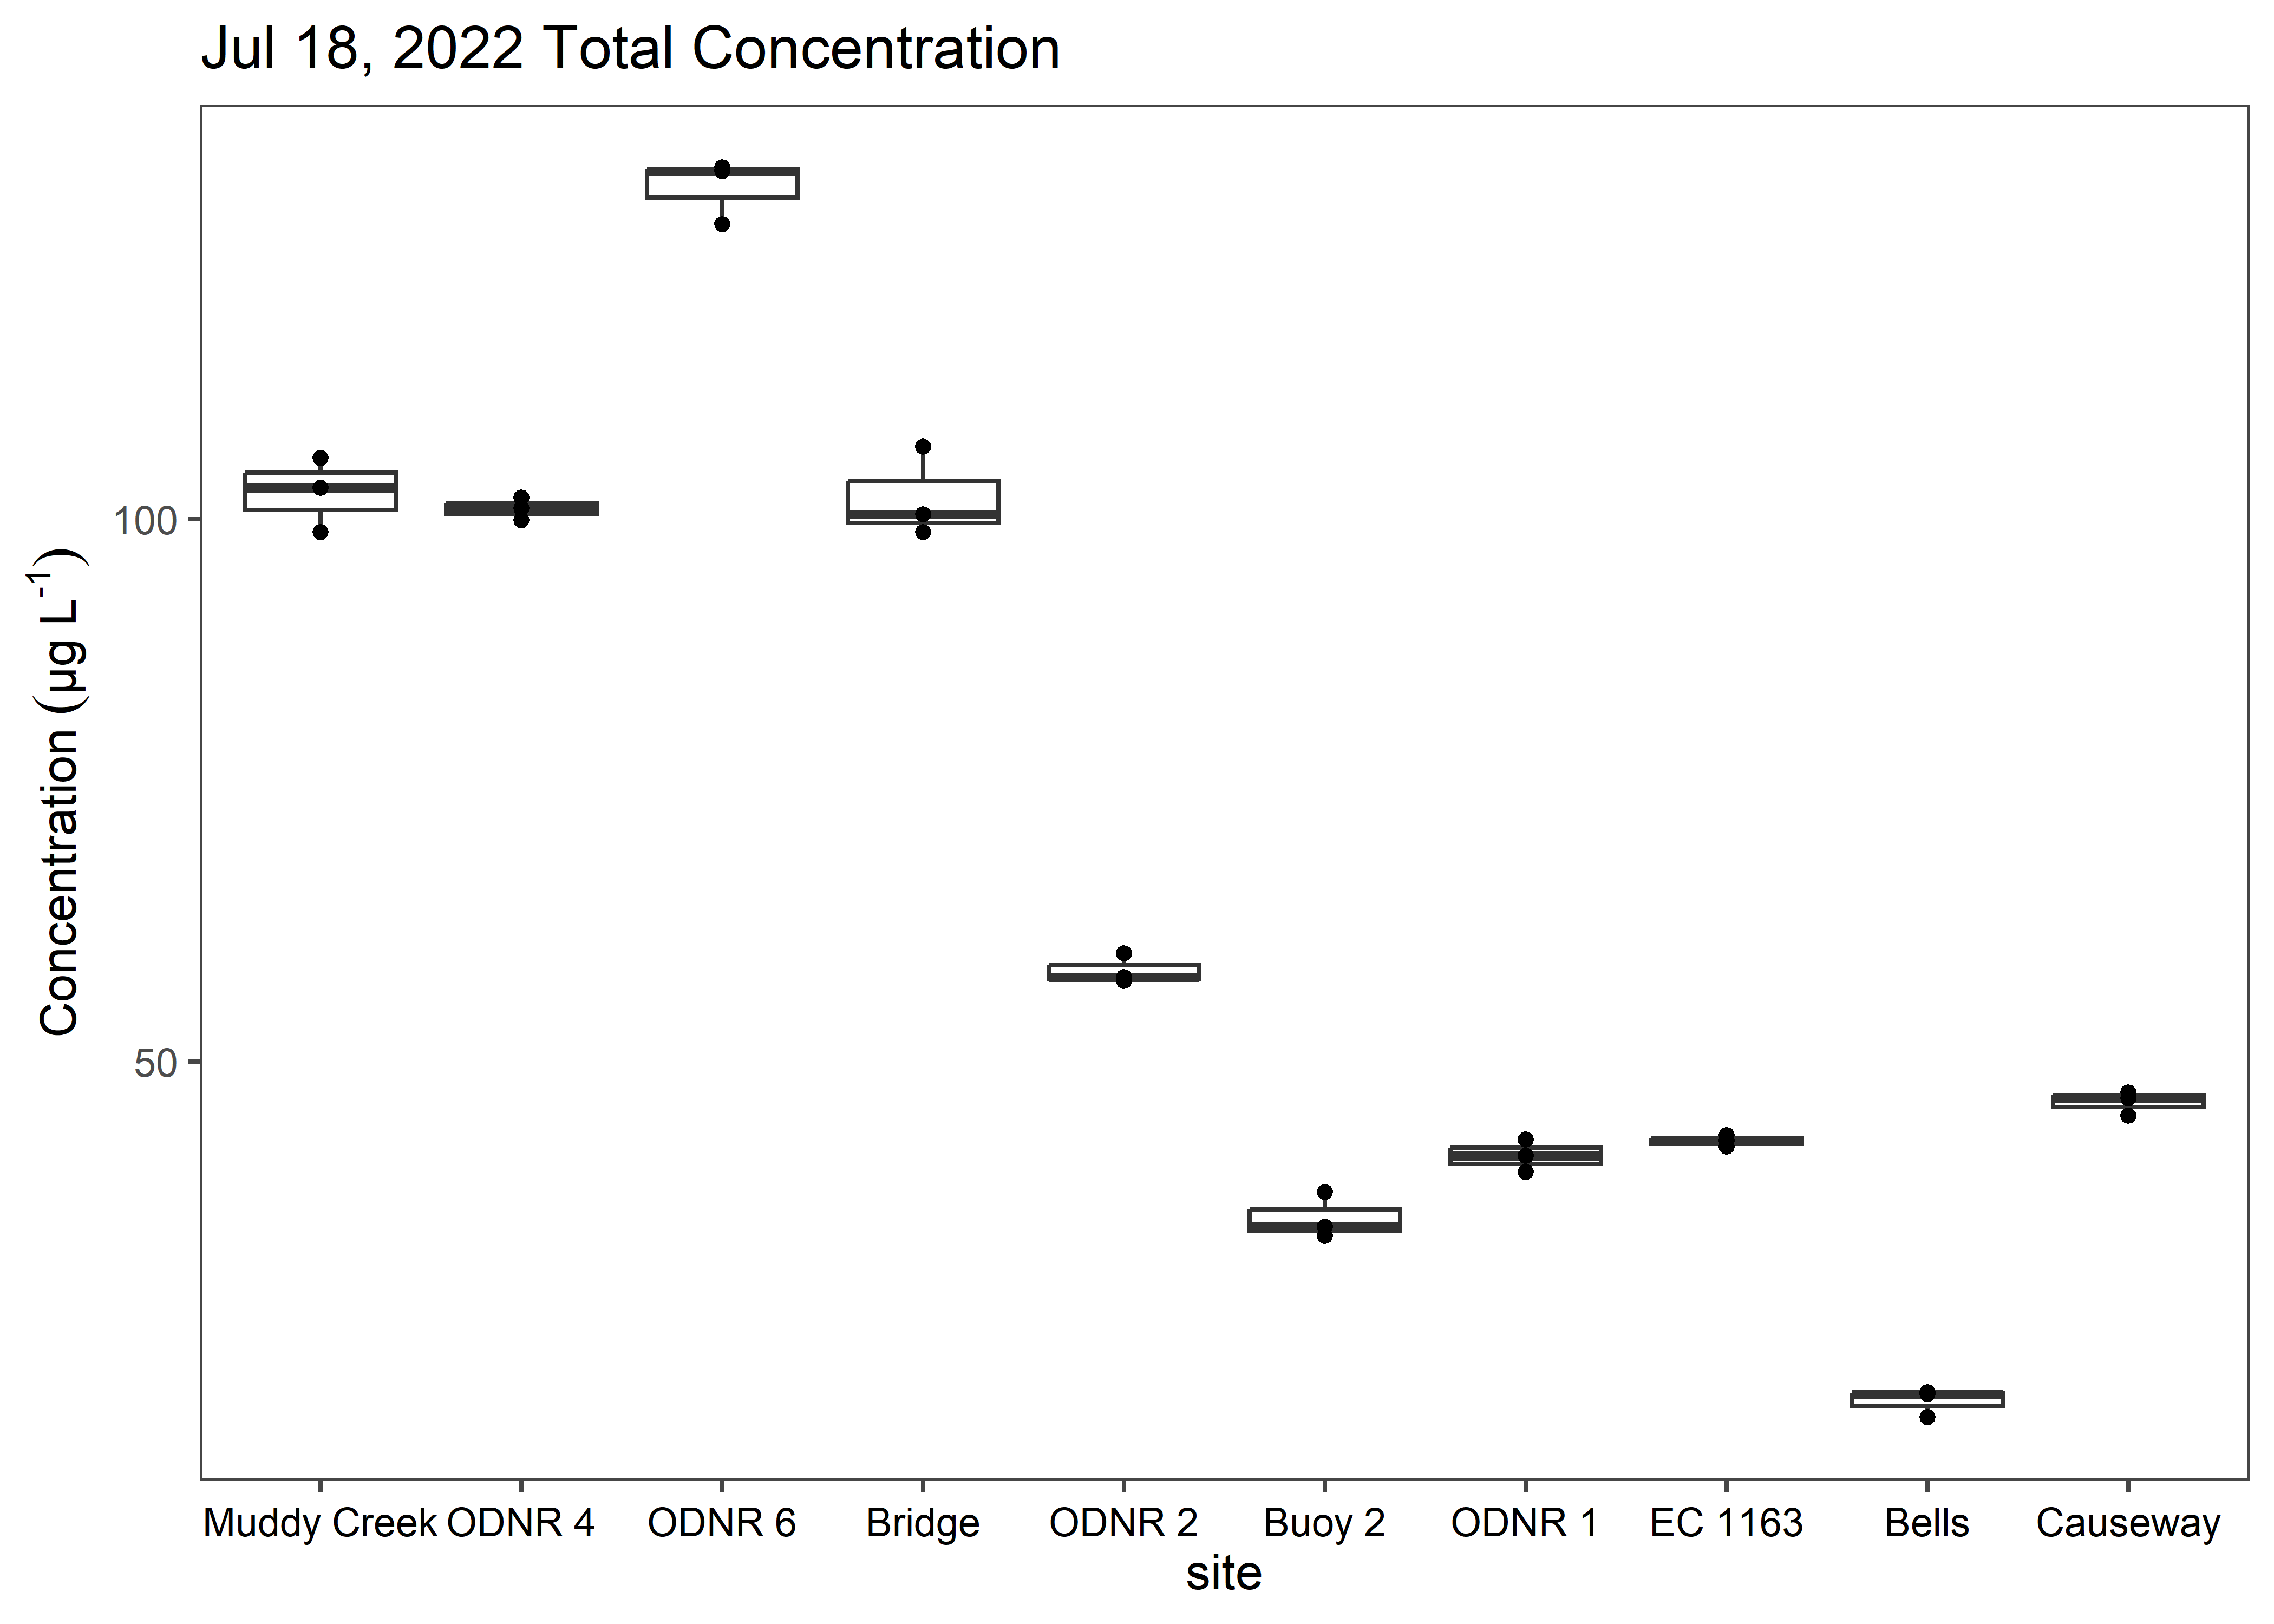 Jul 18, 2022 Total Concentration
Concentration (µg L⁻¹)
100
50
Muddy Creek ODNR 4 ODNR 6 Bridge ODNR 2 Buoy 2 ODNR 1 EC 1163 Bells Causeway
site